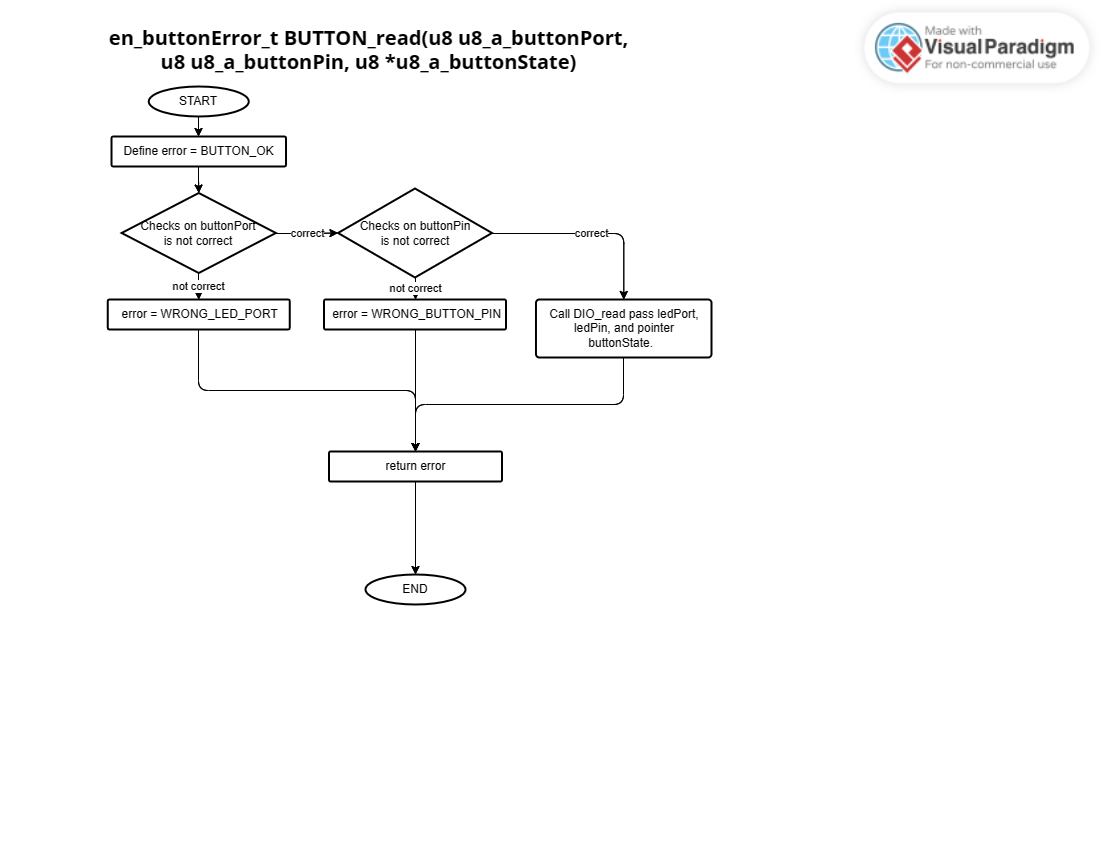 en_buttonError_t BUTTON_read(u8 u8_a_buttonPort,
u8 u8_a_buttonPin, u8 *u8_a_buttonState)
Made with
VisualParadigm
For non-commercial use
START
Define error = BUTTON_OK
Checks on buttonPort
is not correct
correct
Checks on buttonPin
is not correct
correct
not correct
not correct
error = WRONG_LED_PORT
error = WRONG_BUTTON_PIN
Call DIO_read pass ledPort,
ledPin, and pointer
buttonState.
return error
END